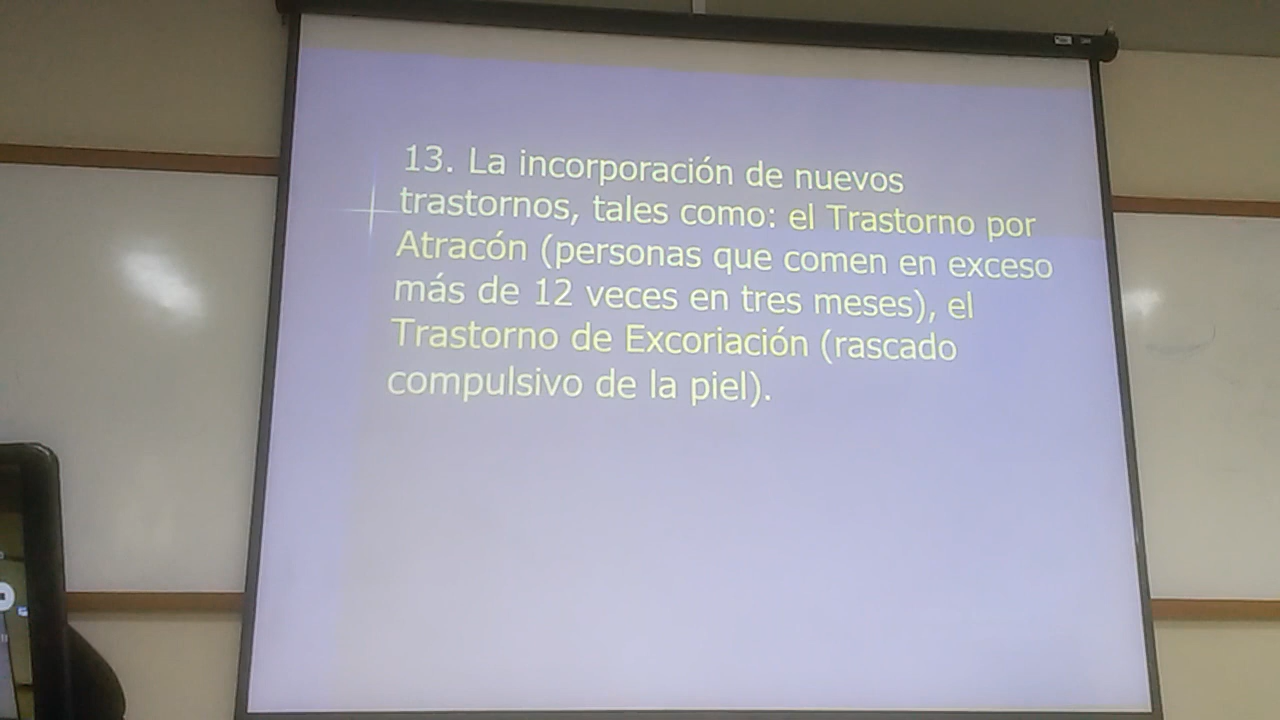 13. La incorporación de nuevos
trastornos, tales como: el Trastorno por
Atracón (personas que comen en exceso
más de 12 veces en tres meses), el
Trastorno de Excoriación (rascado
compulsivo de la piel).